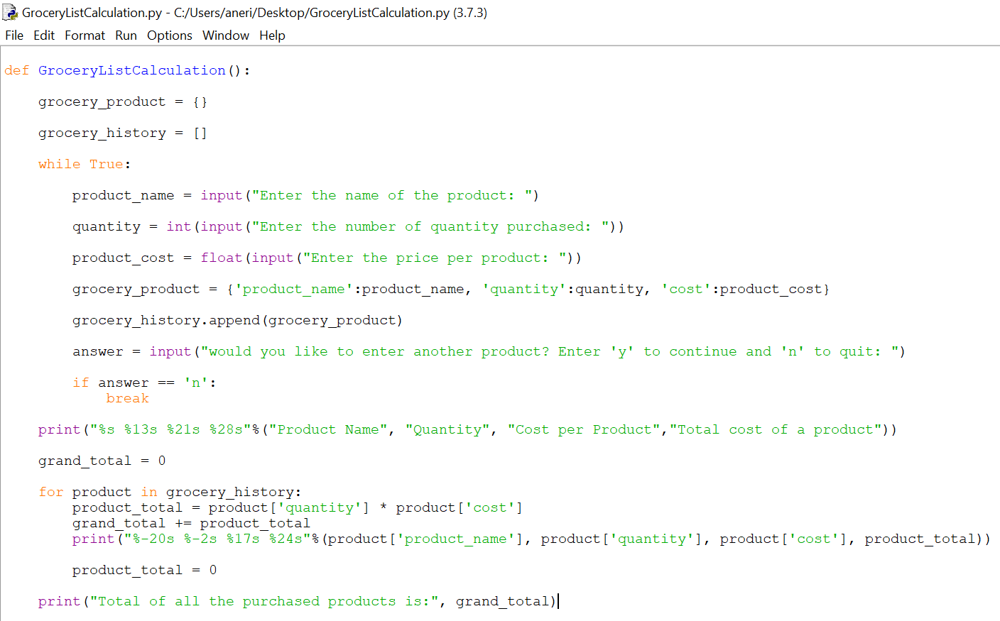 GroceryListCalculation.py - C:/Users/aneri/Desktop/GroceryListCalculation.py (3.7.3)
File Edit Format Run Options Window Help
def GroceryListCalculation():
    grocery_product = {}
    grocery_history = []
    while True:
        product_name = input("Enter the name of the product: ")
        quantity = int(input("Enter the number of quantity purchased: "))
        product_cost = float(input("Enter the price per product: "))
        grocery_product = {'product_name':product_name, 'quantity':quantity, 'cost':product_cost}
        grocery_history.append(grocery_product)
        answer = input("would you like to enter another product? Enter 'y' to continue and 'n' to quit: ")
        if answer == 'n':
            break
    print("%s %13s %21s %28s"%("Product Name", "Quantity", "Cost per Product","Total cost of a product"))
    grand_total = 0
    for product in grocery_history:
        product_total = product['quantity'] * product['cost']
        grand_total += product_total
        print("%-20s %-2s %17s %24s"%(product['product_name'], product['quantity'], product['cost'], product_total))
        product_total = 0
    print("Total of all the purchased products is:", grand_total)